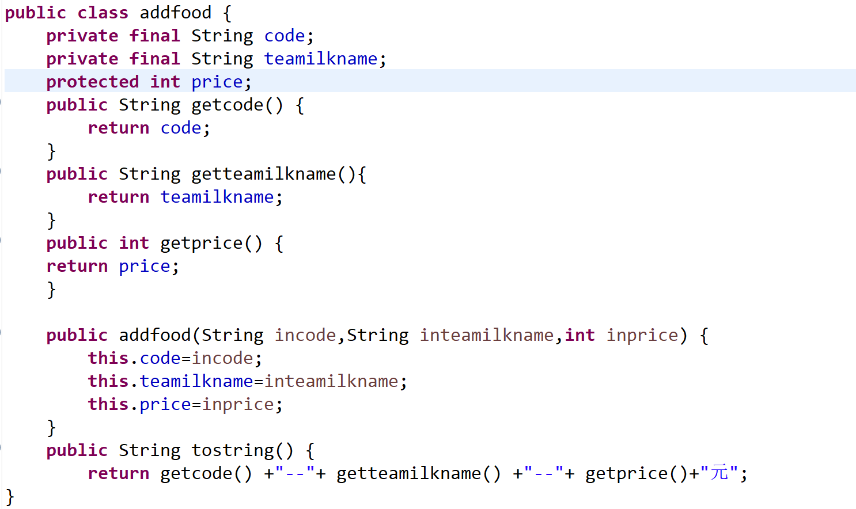 public class addfood {
    private final String code;
    private final String teamilkname;
    protected int price;
    public String getcode() {
        return code;
    }
    public String getteamilkname(){
        return teamilkname;
    }
    public int getprice() {
    return price;
    }

    public addfood(String incode,String inteamilkname,int inprice) {
        this.code=incode;
        this.teamilkname=inteamilkname;
        this.price=inprice;
    }
    public String tostring() {
        return getcode() +"--"+ getteamilkname() +"--"+ getprice()+"元";
}